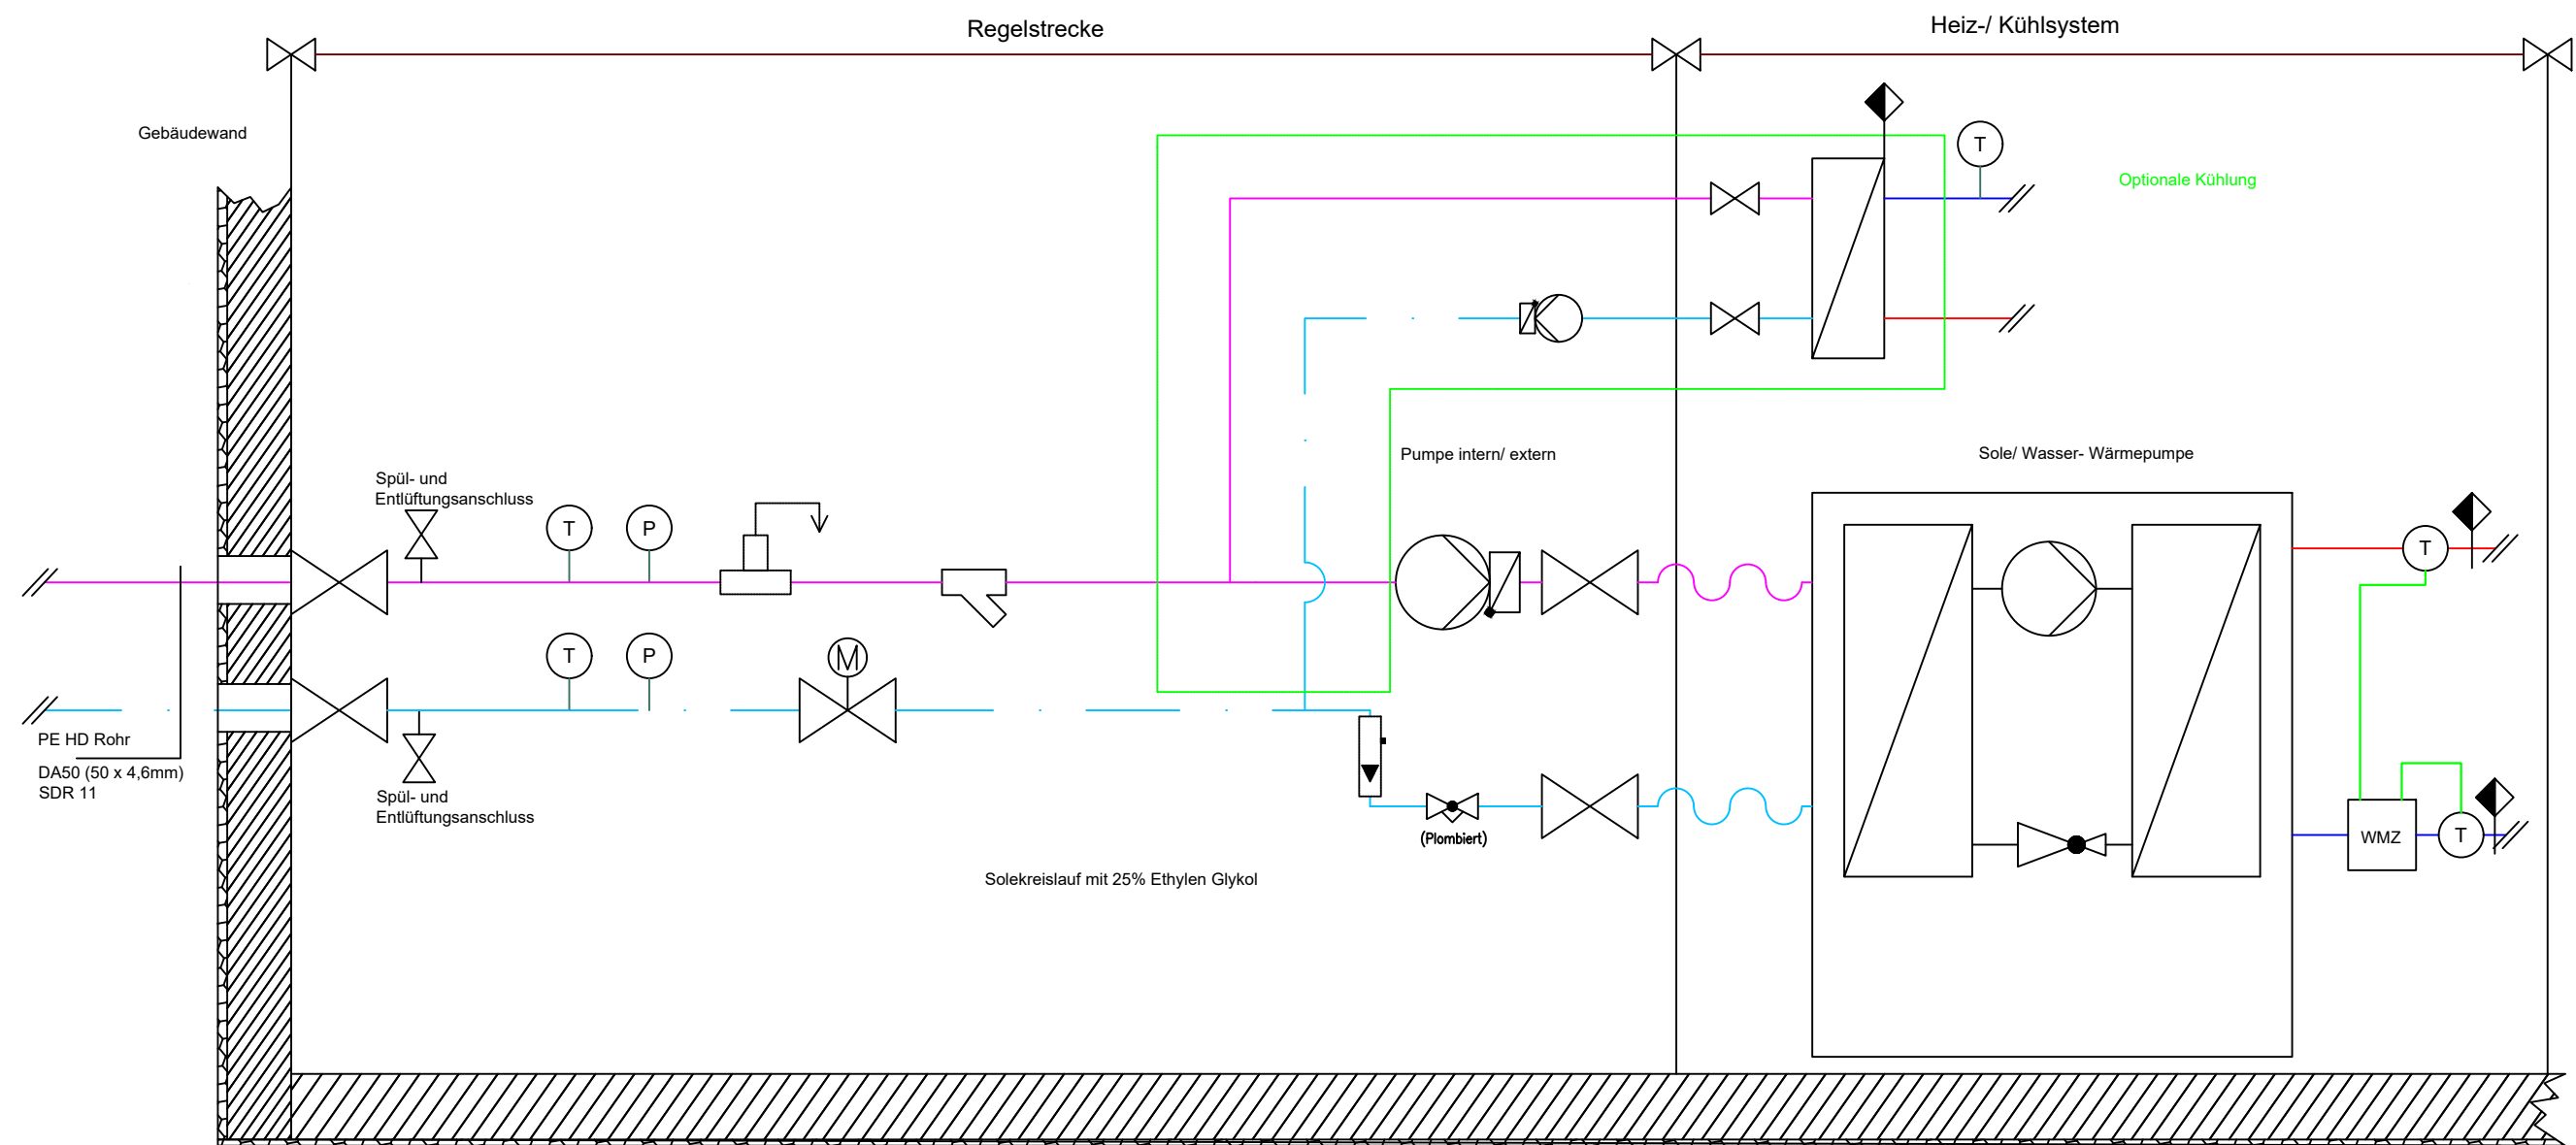 Regelstrecke
Heiz-/ Kühlsystem
Gebäudewand
T
Optionale Kühlung
Pumpe intern/ extern
Sole/ Wasser- Wärmepumpe
Spül- und
Entlüftungsanschluss
T
P
T
T
P
M
PE HD Rohr
DA50 (50 x 4,6mm)
SDR 11
Spül- und
Entlüftungsanschluss
(Plombiert)
WMZ
T
Solekreislauf mit 25% Ethylen Glykol